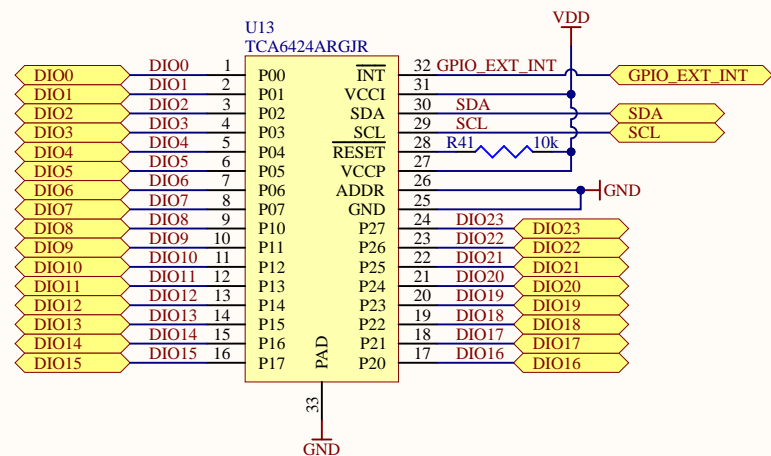 VDD
U13
TCA6424ARGJR
DIO0 DIO0 1 P00 INT 32 GPIO_EXT_INT GPIO_EXT_INT
DIO1 DIO1 2 P01 VCCI 31
DIO2 DIO2 3 P02 SDA 30 SDA SDA
DIO3 DIO3 4 P03 SCL 29 SCL SCL
DIO4 DIO4 5 P04 RESET 28 R41 10k
DIO5 DIO5 6 P05 VCCP 27
DIO6 DIO6 7 P06 ADDR 26 GND
DIO7 DIO7 8 P07 GND 25
DIO8 DIO8 9 P10 P27 24 DIO23 DIO23
DIO9 DIO9 10 P11 P26 23 DIO22 DIO22
DIO10 DIO10 11 P12 P25 22 DIO21 DIO21
DIO11 DIO11 12 P13 P24 21 DIO20 DIO20
DIO12 DIO12 13 P14 P23 20 DIO19 DIO19
DIO13 DIO13 14 P15 P22 19 DIO18 DIO18
DIO14 DIO14 15 P16 P21 18 DIO17 DIO17
DIO15 DIO15 16 P17 P20 17 DIO16 DIO16
PAD
33
GND